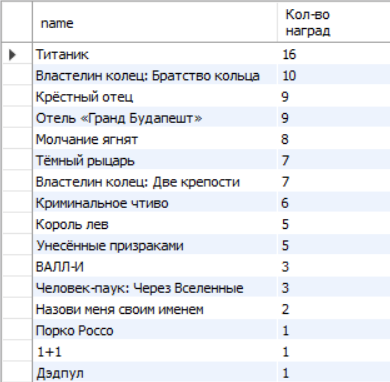 name Кол-во наград
Титаник 16
Властелин колец: Братство кольца 10
Крёстный отец 9
Отель «Гранд Будапешт» 9
Молчание ягнят 8
Тёмный рыцарь 7
Властелин колец: Две крепости 7
Криминальное чтиво 6
Король лев 5
Унесённые призраками 5
ВАЛЛ-И 3
Человек-паук: Через Вселенные 3
Назови меня своим именем 2
Порко Россо 1
1+1 1
Дэдпул 1